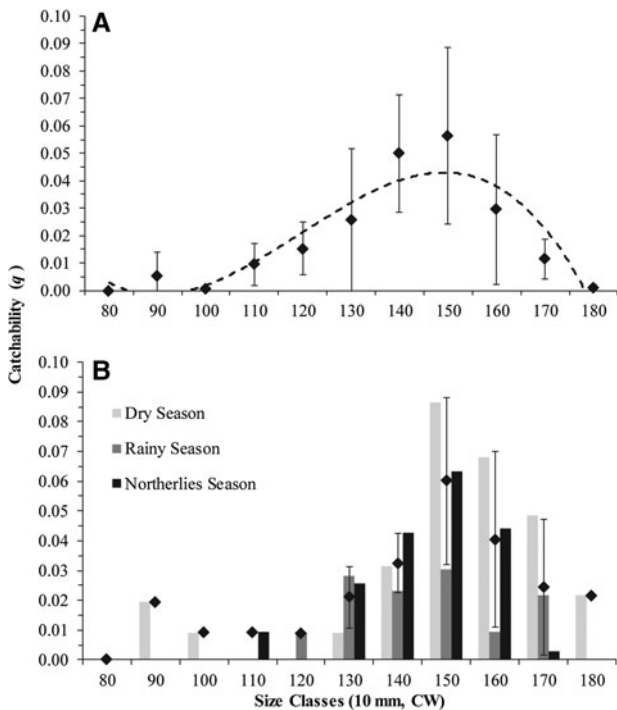 A
0.10
0.09
0.08
0.07
0.06
0.05
0.04
0.03
0.02
0.01
0.00
80 90 100 110 120 130 140 150 160 170 180
Catchability (q)
B
0.10
0.09
0.08
0.07
0.06
0.05
0.04
0.03
0.02
0.01
0.00
Dry Season
Rainy Season
Northerlies Season
80 90 100 110 120 130 140 150 160 170 180
Size Classes (10 mm, CW)